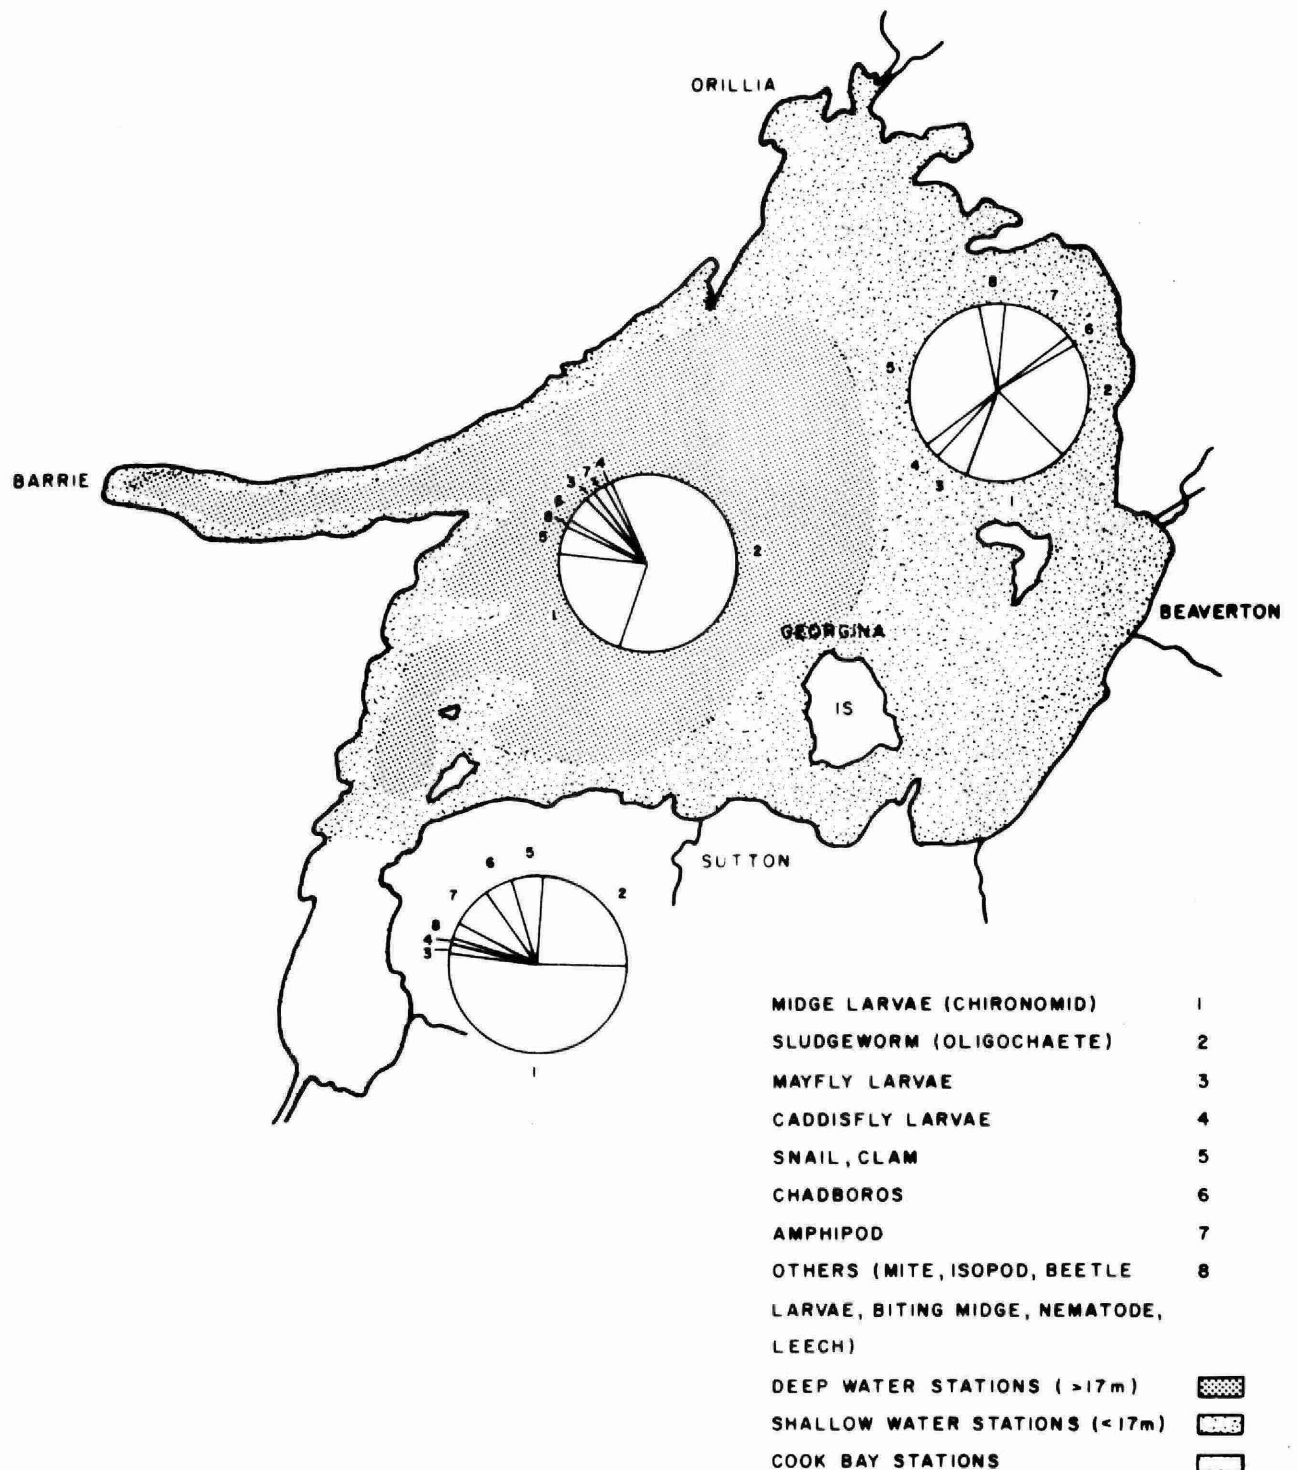 ORILLIA
8
7
6
5
2
4
3
1
BARRIE
4
7
3
6
8
5
2
1
BEAVERTON
GEORGINA
IS
SUTTON
5
6
2
7
8
4
3
1
MIDGE LARVAE (CHIRONOMID) 1
SLUDGEWORM (OLIGOCHAETE) 2
MAYFLY LARVAE 3
CADDISFLY LARVAE 4
SNAIL, CLAM 5
CHADBOROS 6
AMPHIPOD 7
OTHERS (MITE, ISOPOD, BEETLE 8
LARVAE, BITING MIDGE, NEMATODE,
LEECH)
DEEP WATER STATIONS (>17m)
SHALLOW WATER STATIONS (<17m)
COOK BAY STATIONS